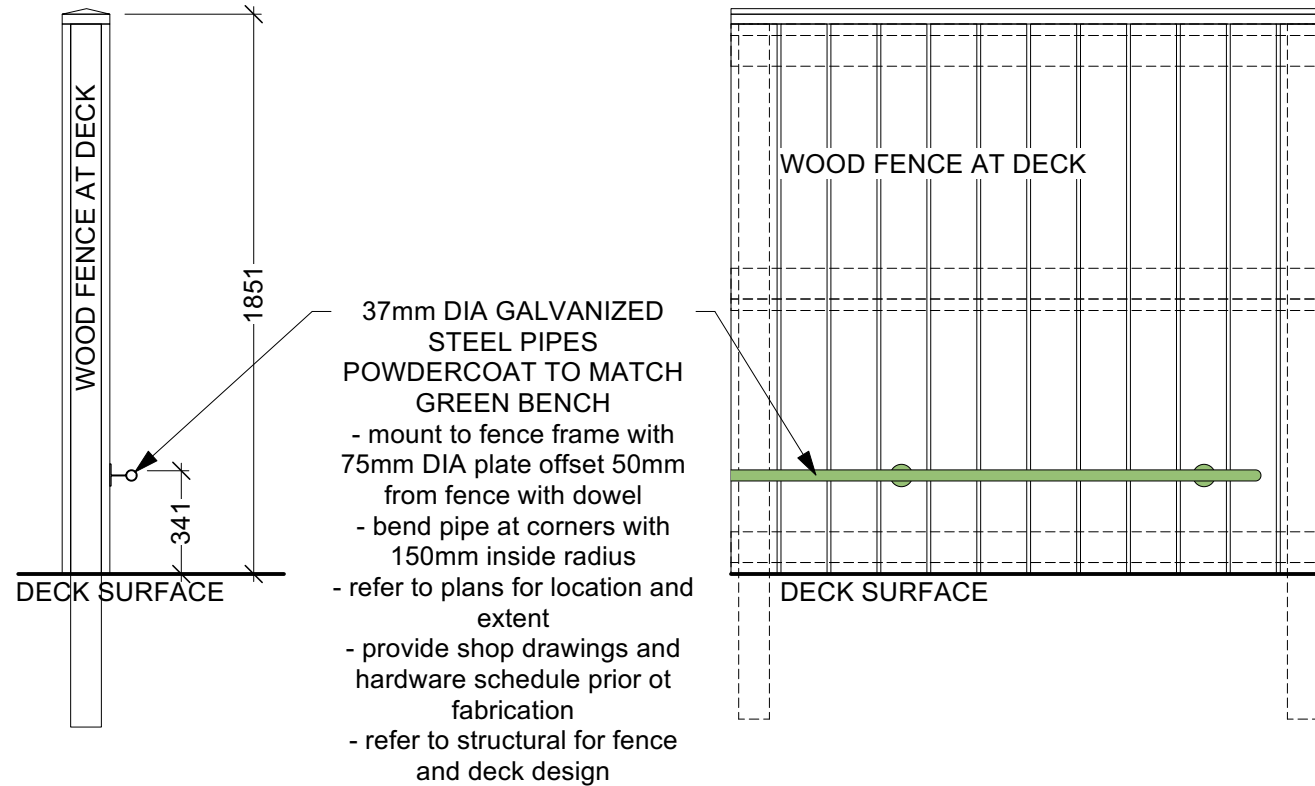 WOOD FENCE AT DECK
1851
341
DECK SURFACE
37mm DIA GALVANIZED
STEEL PIPES
POWDERCOAT TO MATCH
GREEN BENCH
- mount to fence frame with
75mm DIA plate offset 50mm
from fence with dowel
- bend pipe at corners with
150mm inside radius
- refer to plans for location and
extent
- provide shop drawings and
hardware schedule prior ot
fabrication
- refer to structural for fence
and deck design
WOOD FENCE AT DECK
DECK SURFACE